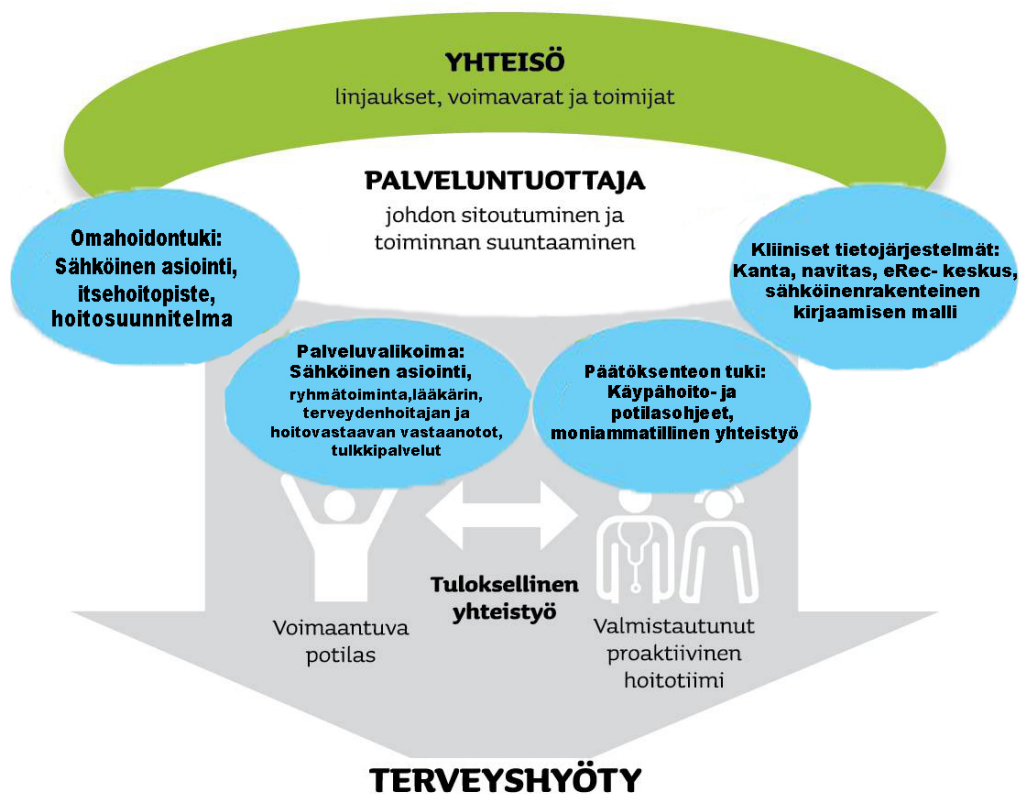 YHTEISÖ
linjaukset, voimavarat ja toimijat
PALVELUNTUOTTAJA
johdon sitoutuminen ja
toiminnan suuntaaminen
Omahoidontuki:
Sähköinen asiointi,
itsehoitopiste,
hoitosuunnitelma
Kliiniset tietojärjestelmät:
Kanta, navitas, eRec- keskus,
sähköinenrakenteinen
kirjaamisen malli
Palveluvalikoima:
Sähköinen asiointi,
ryhmätoiminta,lääkärin,
terveydenhoitajan ja
hoitovastaavan vastaanotot,
tulkkipalvelut
Päätöksenteon tuki:
Käypähoito- ja
potilasohjeet,
moniammatillinen yhteistyö
Tuloksellinen
yhteistyö
Voimaantuva
potilas
Valmistautunut
proaktiivinen
hoitotiimi
TERVEYSHYÖTY